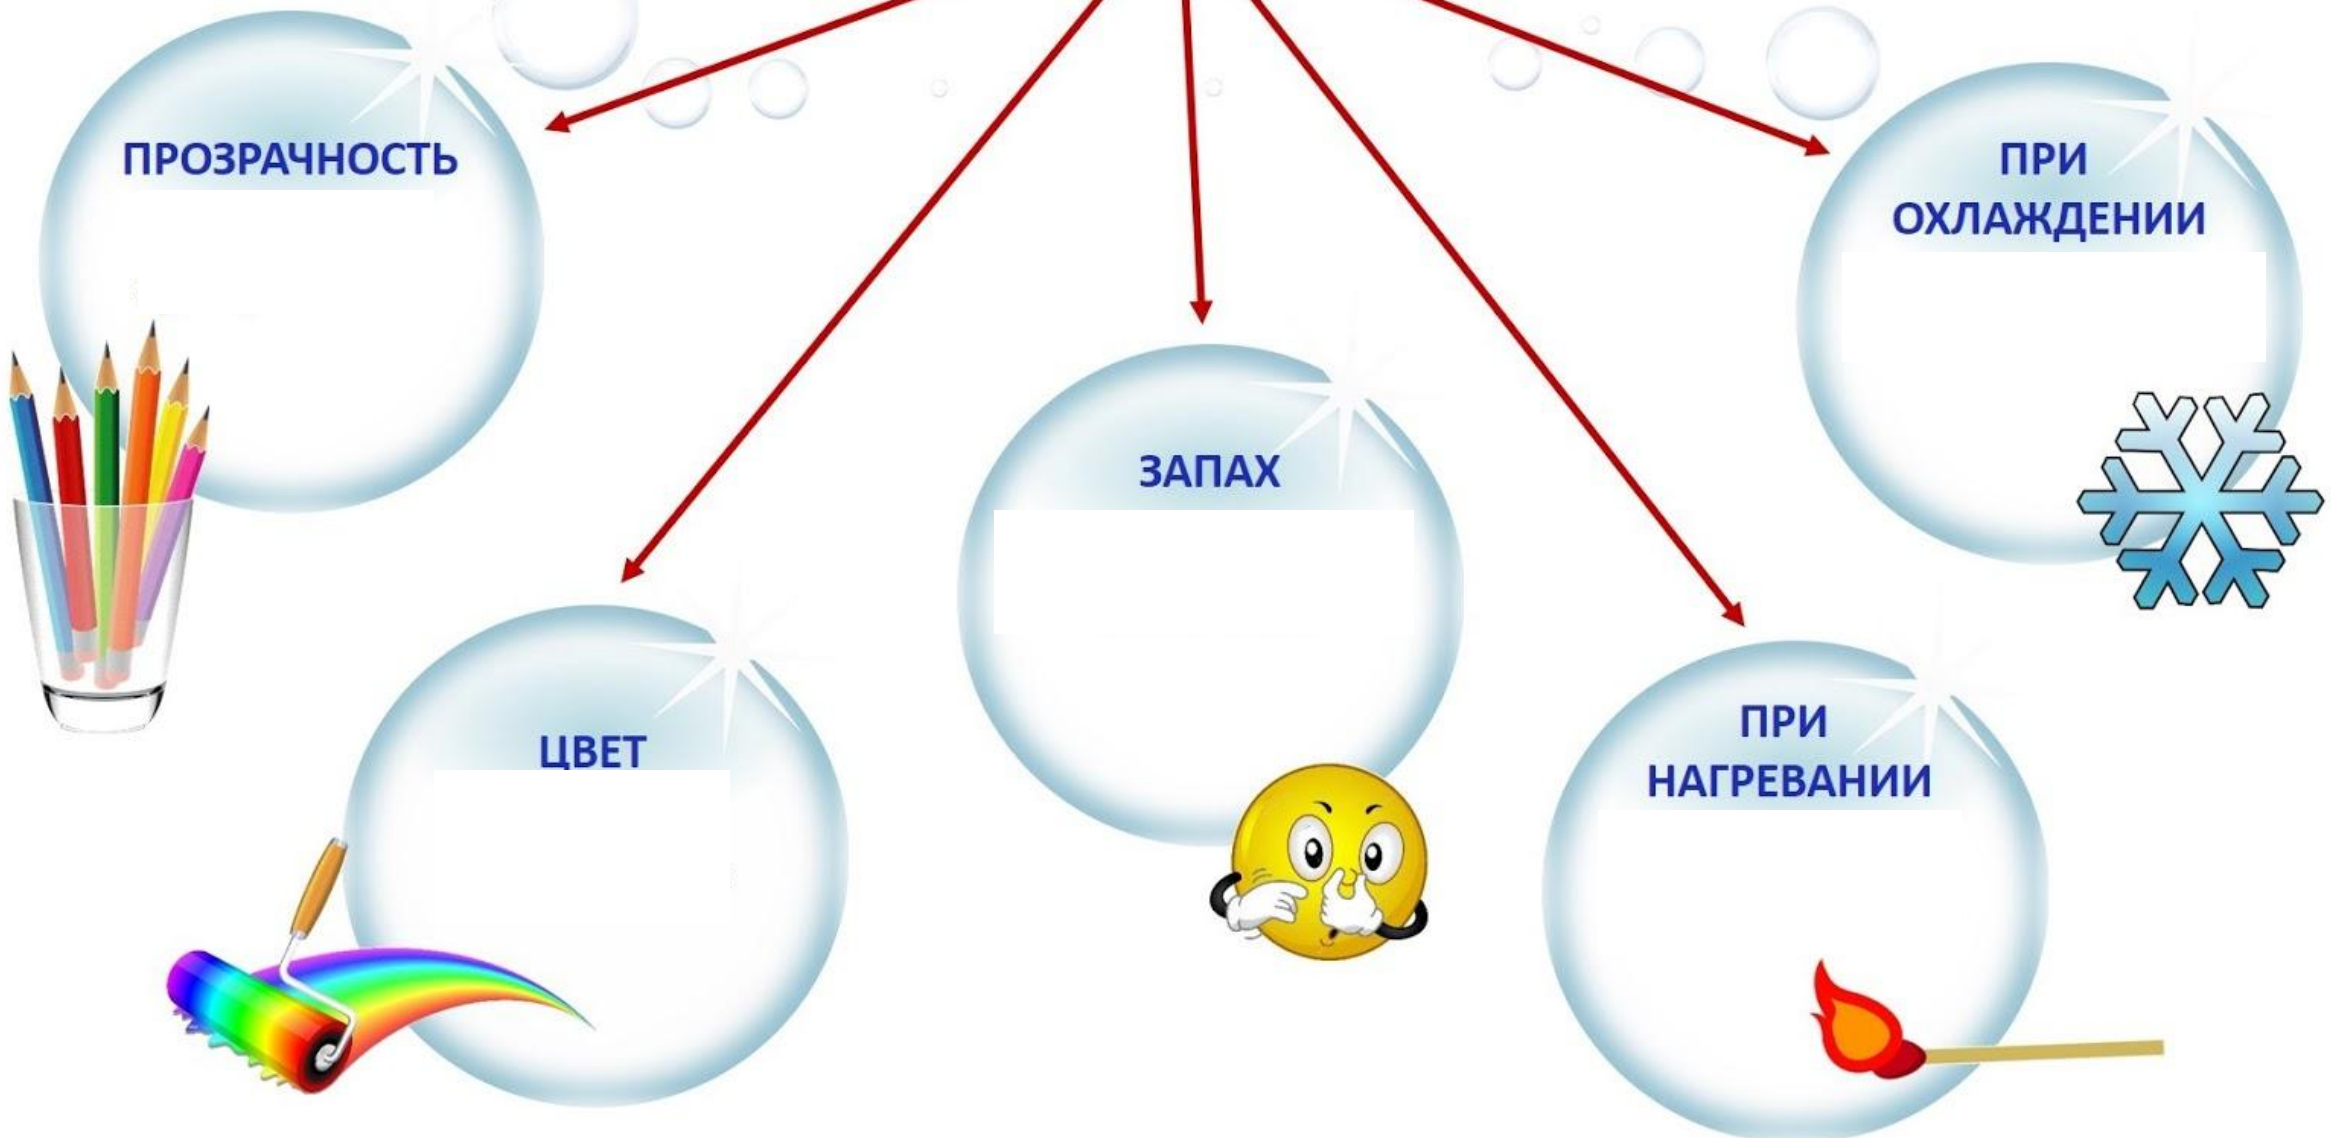 ПРОЗРАЧНОСТЬ
ПРИ
ОХЛАЖДЕНИИ
ЗАПАХ
ЦВЕТ
ПРИ
НАГРЕВАНИИ